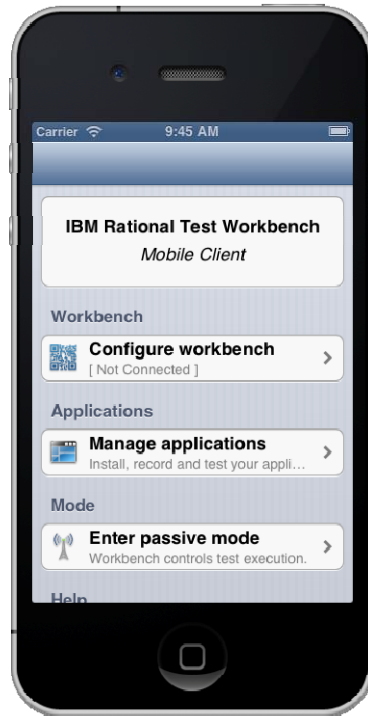 Carrier 9:45 AM
IBM Rational Test Workbench
Mobile Client
Workbench
Configure workbench
[ Not Connected ]
Applications
Manage applications
Install, record and test your appli...
Mode
Enter passive mode
Workbench controls test execution.
Help